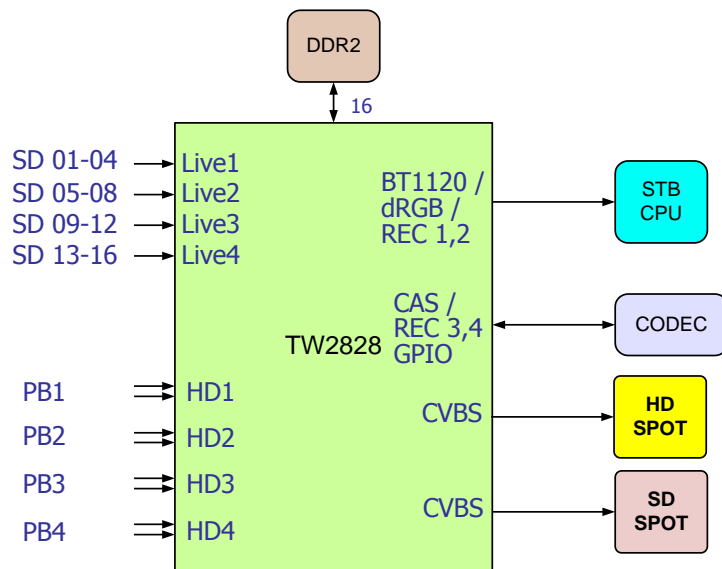 DDR2
16
SD 01-04
SD 05-08
SD 09-12
SD 13-16
Live1
Live2
Live3
Live4
BT1120 /
dRGB /
REC 1,2
STB
CPU
CAS /
REC 3,4
GPIO
CODEC
TW2828
PB1
PB2
PB3
PB4
HD1
HD2
HD3
HD4
CVBS
HD
SPOT
CVBS
SD
SPOT